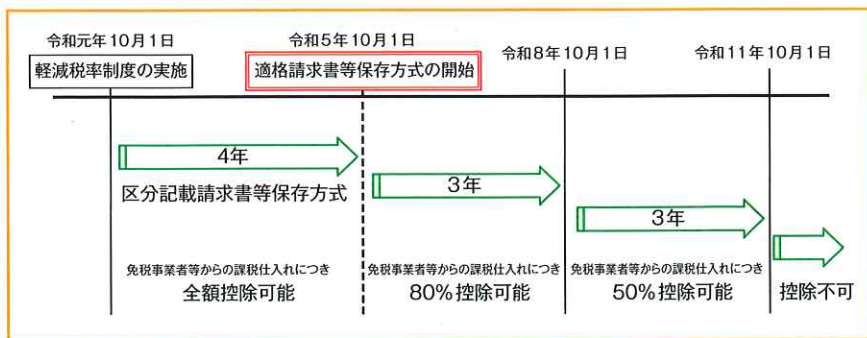 令和元年10月1日
令和5年10月1日
令和8年10月1日
令和11年10月1日
軽減税率制度の実施
適格請求書等保存方式の開始
4年
区分記載請求書等保存方式
3年
3年
免税事業者等からの課税仕入れにつき
全額控除可能
免税事業者等からの課税仕入れにつき
80%控除可能
免税事業者等からの課税仕入れにつき
50%控除可能
控除不可